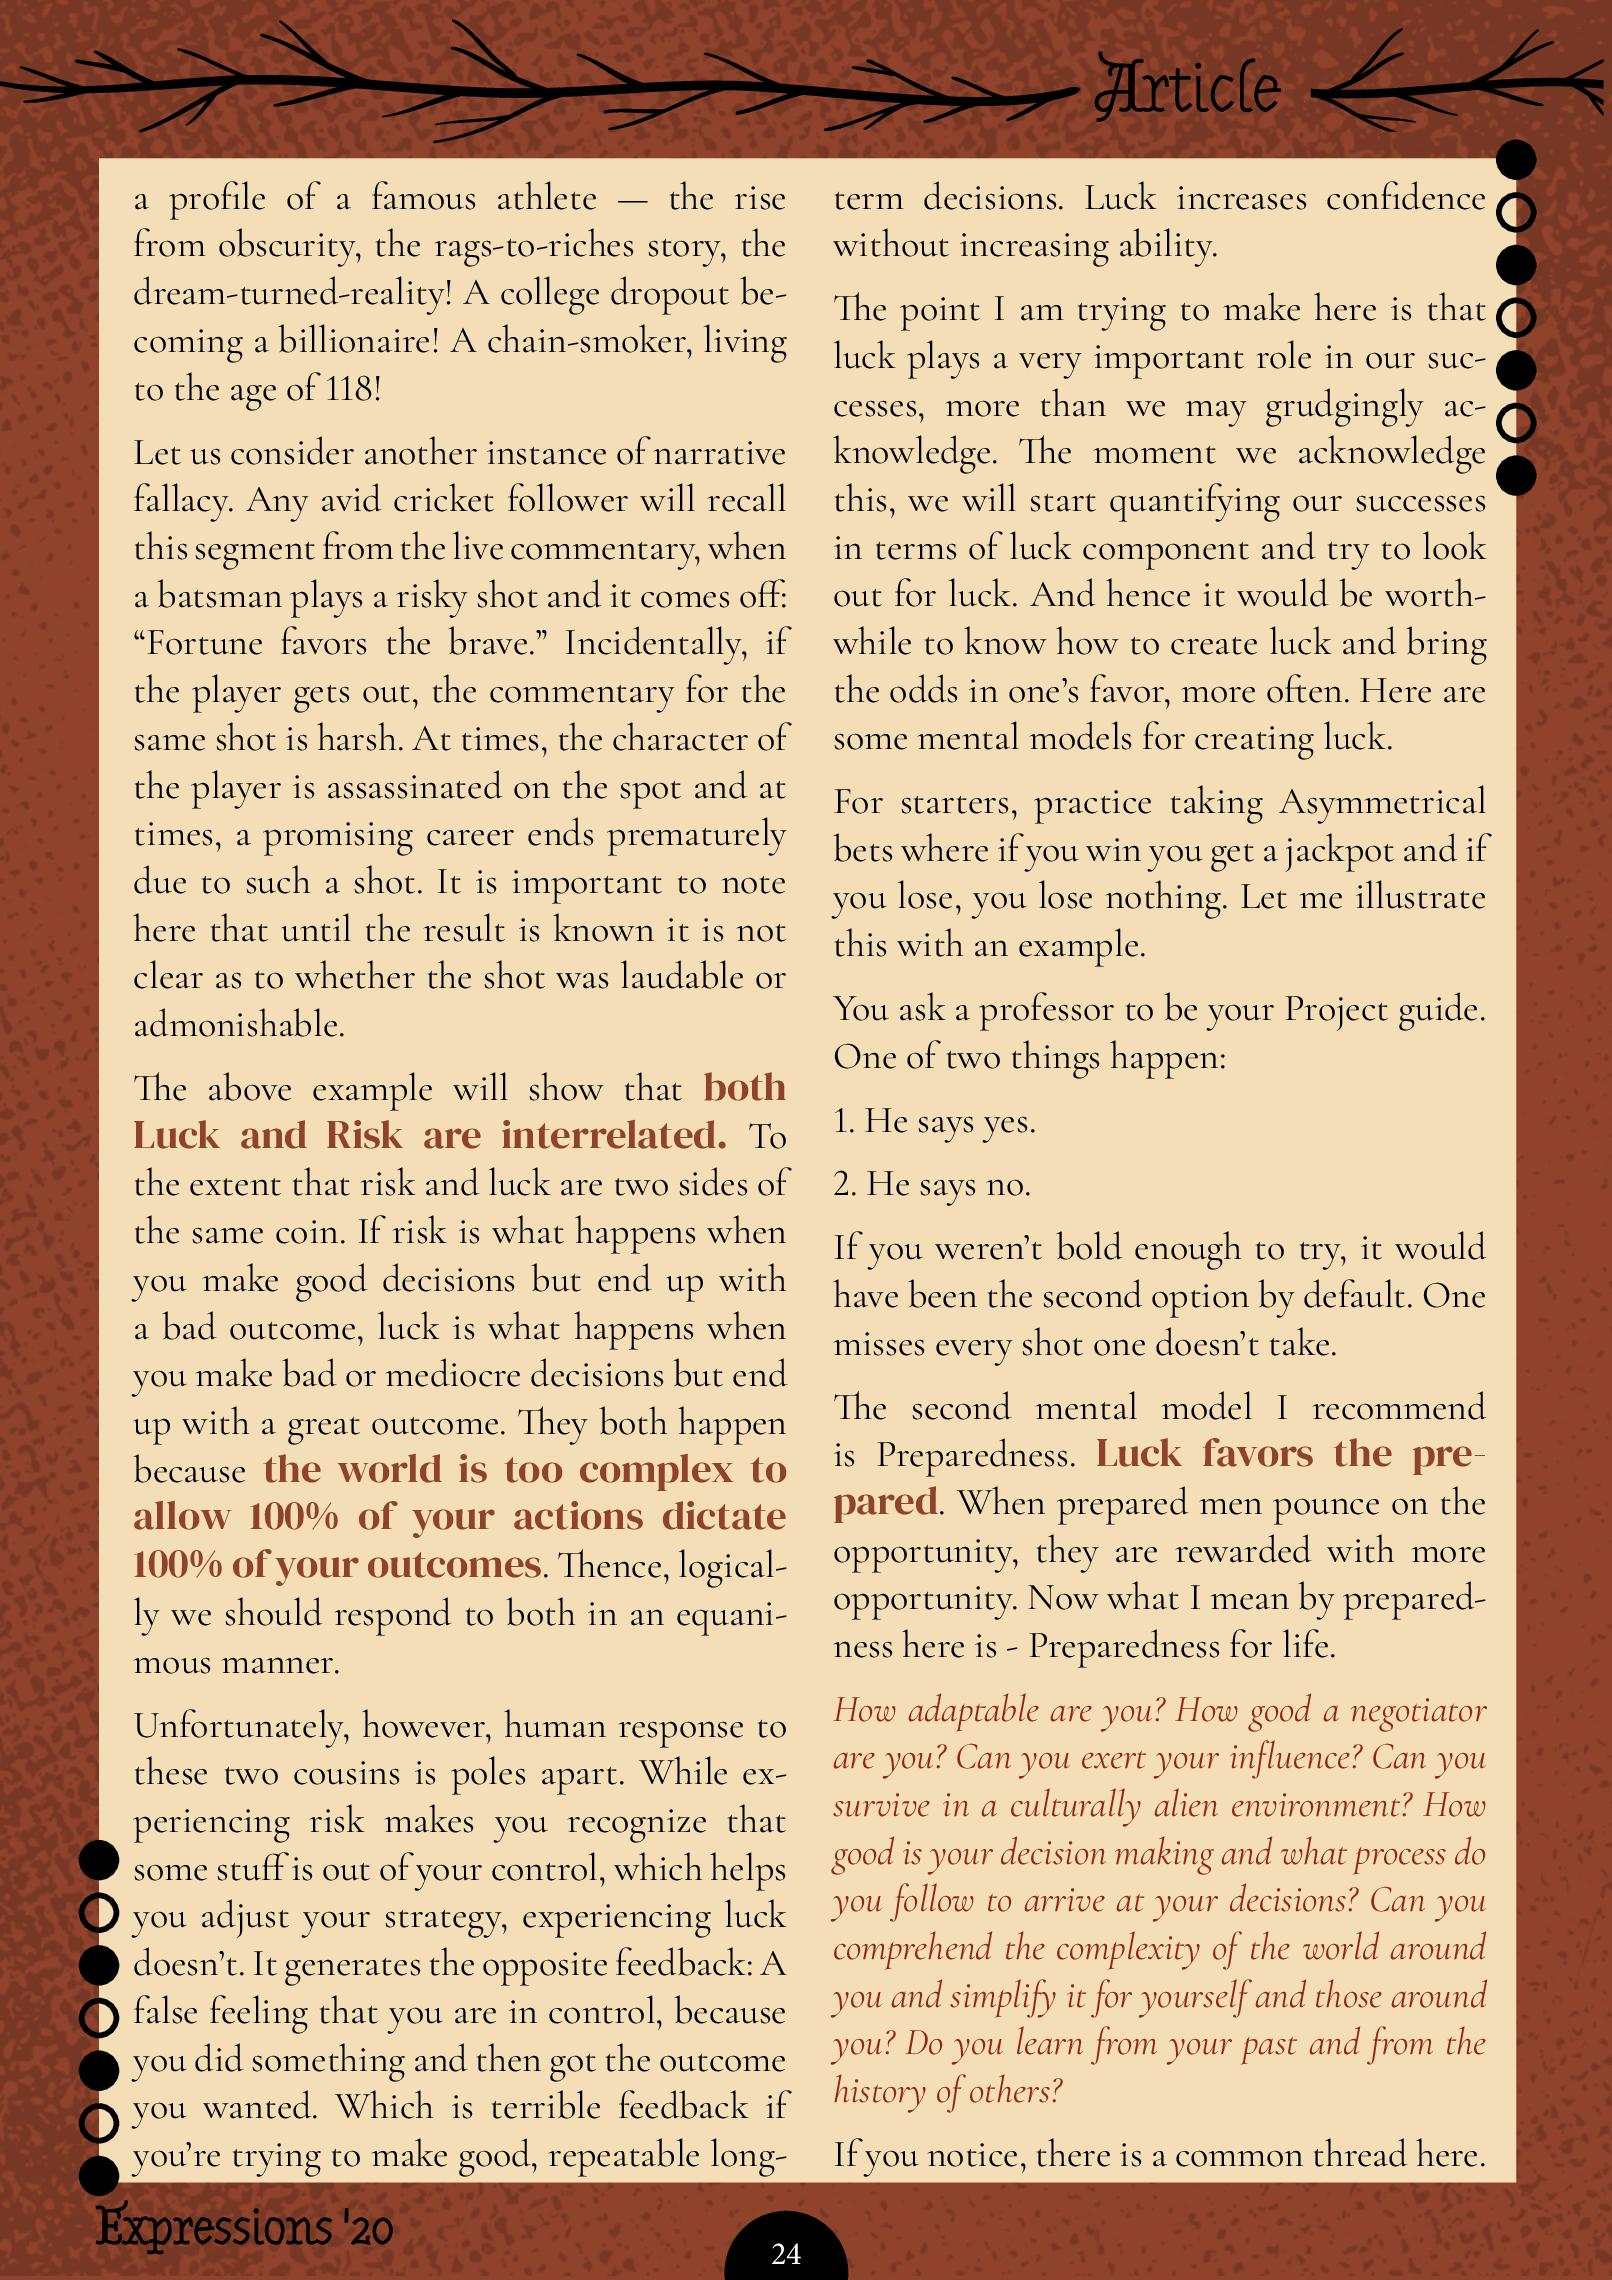 Article
a profile of a famous athlete — the rise
from obscurity, the rags-to-riches story, the
dream-turned-reality! A college dropout be-
coming a billionaire! A chain-smoker, living
to the age of 118!
Let us consider another instance of narrative
fallacy. Any avid cricket follower will recall
this segment from the live commentary, when
a batsman plays a risky shot and it comes off:
“Fortune favors the brave.” Incidentally, if
the player gets out, the commentary for the
same shot is harsh. At times, the character of
the player is assassinated on the spot and at
times, a promising career ends prematurely
due to such a shot. It is important to note
here that until the result is known it is not
clear as to whether the shot was laudable or
admonishable.
The above example will show that both
Luck and Risk are interrelated. To
the extent that risk and luck are two sides of
the same coin. If risk is what happens when
you make good decisions but end up with
a bad outcome, luck is what happens when
you make bad or mediocre decisions but end
up with a great outcome. They both happen
because the world is too complex to
allow 100% of your actions dictate
100% of your outcomes. Thence, logical-
ly we should respond to both in an equani-
mous manner.
Unfortunately, however, human response to
these two cousins is poles apart. While ex-
periencing risk makes you recognize that
some stuff is out of your control, which helps
you adjust your strategy, experiencing luck
doesn’t. It generates the opposite feedback: A
false feeling that you are in control, because
you did something and then got the outcome
you wanted. Which is terrible feedback if
you’re trying to make good, repeatable long-
term decisions. Luck increases confidence
without increasing ability.
The point I am trying to make here is that
luck plays a very important role in our suc-
cesses, more than we may grudgingly ac-
knowledge. The moment we acknowledge
this, we will start quantifying our successes
in terms of luck component and try to look
out for luck. And hence it would be worth-
while to know how to create luck and bring
the odds in one’s favor, more often. Here are
some mental models for creating luck.
For starters, practice taking Asymmetrical
bets where if you win you get a jackpot and if
you lose, you lose nothing. Let me illustrate
this with an example.
You ask a professor to be your Project guide.
One of two things happen:
1. He says yes.
2. He says no.
If you weren’t bold enough to try, it would
have been the second option by default. One
misses every shot one doesn’t take.
The second mental model I recommend
is Preparedness. Luck favors the pre-
pared. When prepared men pounce on the
opportunity, they are rewarded with more
opportunity. Now what I mean by prepared-
ness here is - Preparedness for life.
How adaptable are you? How good a negotiator
are you? Can you exert your influence? Can you
survive in a culturally alien environment? How
good is your decision making and what process do
you follow to arrive at your decisions? Can you
comprehend the complexity of the world around
you and simplify it for yourself and those around
you? Do you learn from your past and from the
history of others?
If you notice, there is a common thread here.
Expressions '20
24